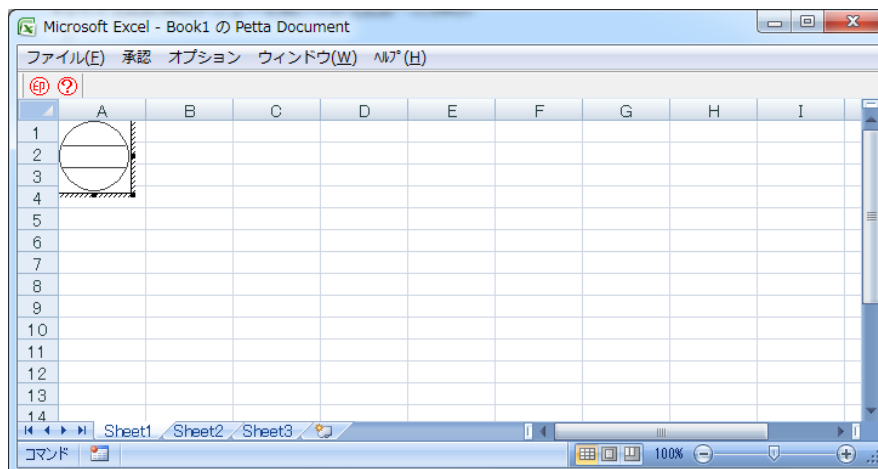 Microsoft Excel - Book1 の Petta Document
ファイル(F) 承認 オプション ウィンドウ(W) ﾍﾙﾌﾟ(H)
印 ?
A B C D E F G H I
1
2
3
4
5
6
7
8
9
10
11
12
13
14
Sheet1 Sheet2 Sheet3
コマンド 100%